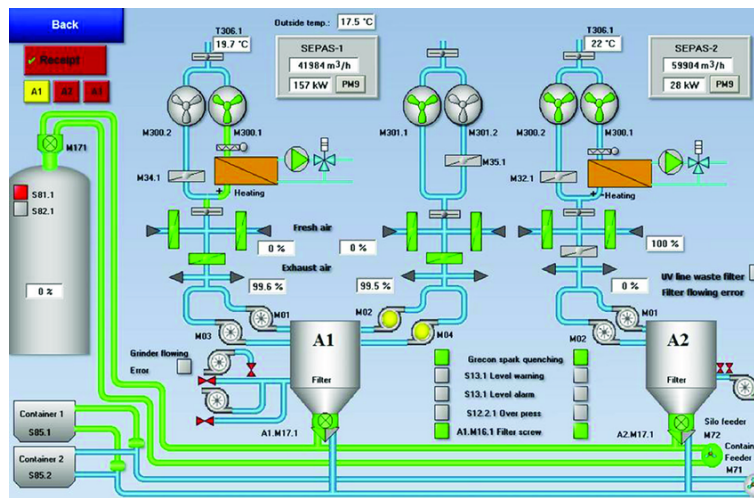 Back
Outside temp.: 17.5 °C
Receipt
A1 A2 A1
T306.1
19.7 °C
SEPAS-1
41984 m3/h
157 kW PM9
T306.1
22 °C
SEPAS-2
59904 m3/h
28 kW PM9
M171
M300.2 M300.1
M301.1 M301.2
M300.2 M300.1
S81.1
S82.1
M34.1
M35.1
M32.1
Heating
Heating
Fresh air
0 % 0 %
100 %
Exhaust air
99.6 % 99.5 %
0 %
UV line waste filter
Filter flowing error
0 %
M01
M03
M02
M04
M01
M02
A1
Filter
A2
Filter
Grinder flowing
Error
Grecon spark quenching
S13.1 Level warning
S13.1 Level alarm
S12.2.1 Over press
A1.M16.1 Filter screw
A1.M17.1
A2.M17.1
Silo feeder
M72
Contain
Feeder
M71
Container 1
S85.1
Container 2
S85.2